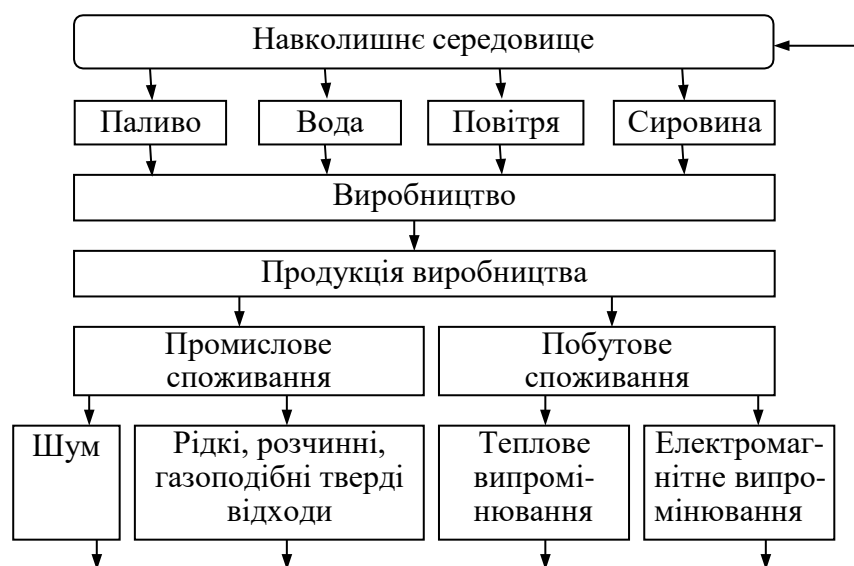 Навколишнє середовище
Паливо
Вода
Повітря
Сировина
Виробництво
Продукція виробництва
Промислове
споживання
Побутове
споживання
Шум
Рідкі, розчинні,
газоподібні тверді
відходи
Теплове
випромі-
нювання
Електромаг-
нітне випро-
мінювання